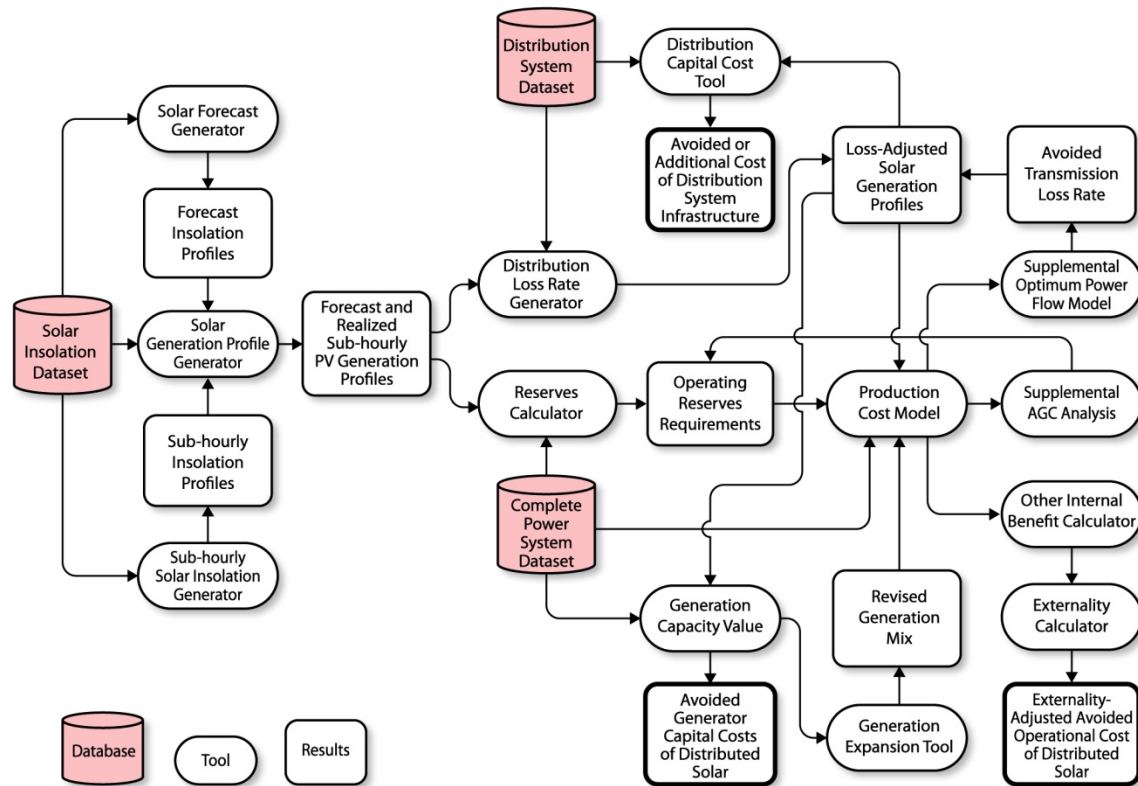 Distribution
System
Dataset
Distribution
Capital Cost
Tool
Solar Forecast
Generator
Avoided or
Additional Cost
of Distribution
System
Infrastructure
Loss-Adjusted
Solar
Generation
Profiles
Avoided
Transmission
Loss Rate
Forecast
Insolation
Profiles
Distribution
Loss Rate
Generator
Supplemental
Optimum Power
Flow Model
Solar
Insolation
Dataset
Solar
Generation Profile
Generator
Forecast and
Realized
Sub-hourly
PV Generation
Profiles
Reserves
Calculator
Operating
Reserves
Requirements
Production
Cost Model
Supplemental
AGC Analysis
Sub-hourly
Insolation
Profiles
Complete
Power
System
Dataset
Other Internal
Benefit Calculator
Sub-hourly
Solar Insolation
Generator
Generation
Capacity Value
Revised
Generation
Mix
Externality
Calculator
Avoided
Generator
Capital Costs
of Distributed
Solar
Generation
Expansion Tool
Externality-
Adjusted Avoided
Operational Cost
of Distributed
Solar
Database
Tool
Results